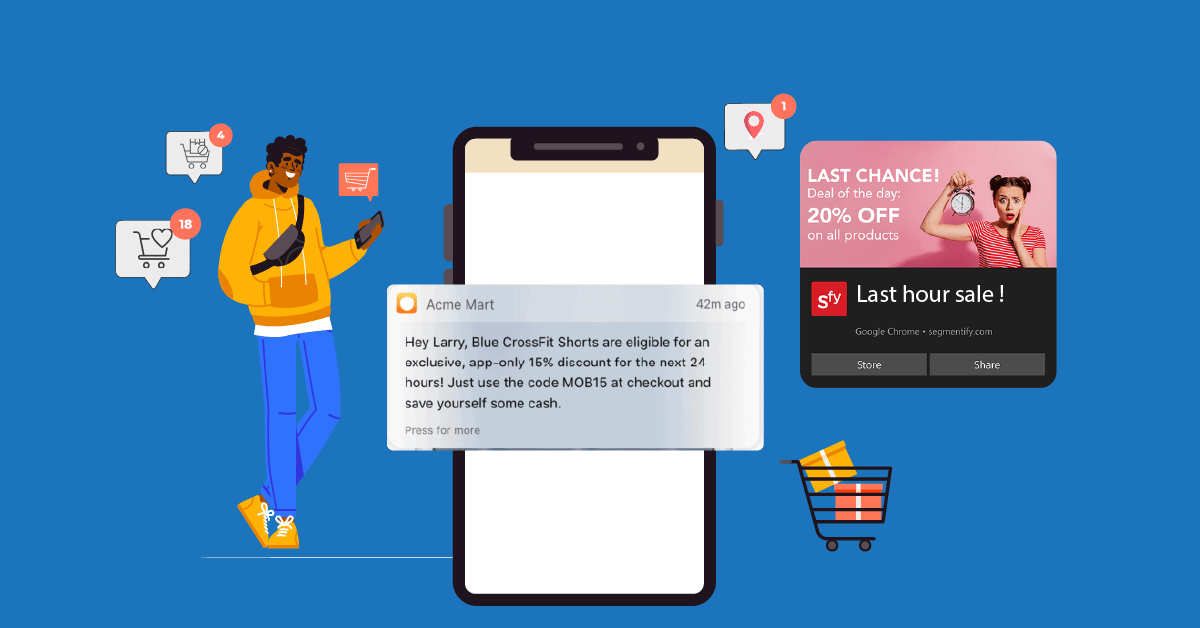 4
18
1
LAST CHANCE!
Deal of the day:
20% OFF
on all products
Acme Mart 42m ago
Hey Larry, Blue CrossFit Shorts are eligible for an
exclusive, app-only 15% discount for the next 24
hours! Just use the code MOB15 at checkout and
save yourself some cash.
Press for more
sfy
Last hour sale !
Google Chrome • segmentify.com
Store
Share